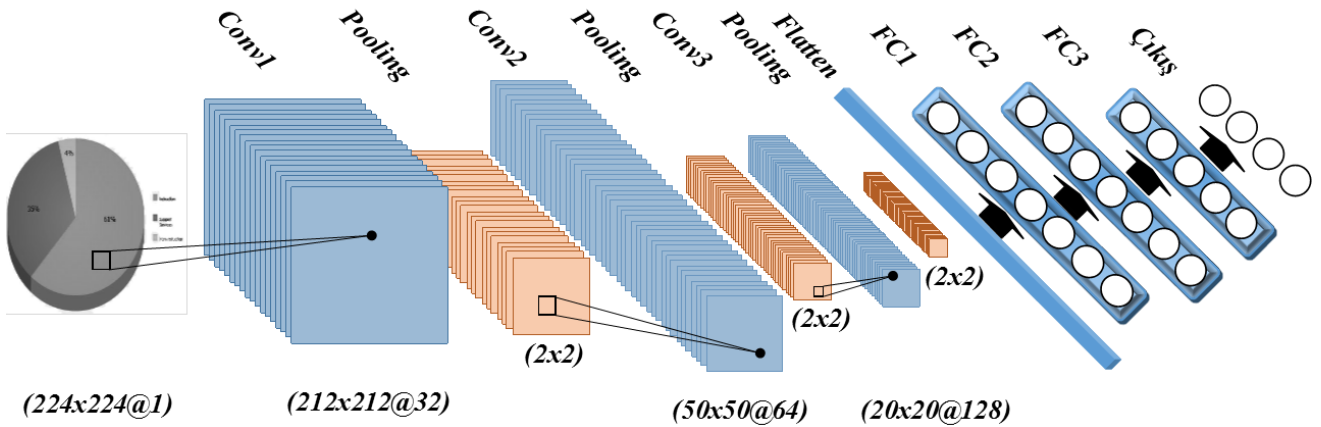 Conv1
Pooling
Conv2
Pooling
Conv3
Pooling
Flatten
FC1
FC2
FC3
Çıkış
4%
(2x2)
(2x2)
(2x2)
(224x224@1)
(212x212@32)
(50x50@64)
(20x20@128)